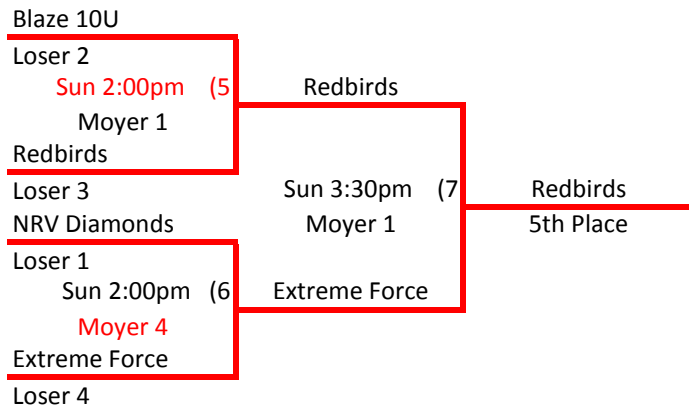 Blaze 10U
Loser 2
Sun 2:00pm (5
Redbirds
Moyer 1
Redbirds
Loser 3
Sun 3:30pm (7
Redbirds
NRV Diamonds
Moyer 1
5th Place
Loser 1
Sun 2:00pm (6
Extreme Force
Moyer 4
Extreme Force
Loser 4